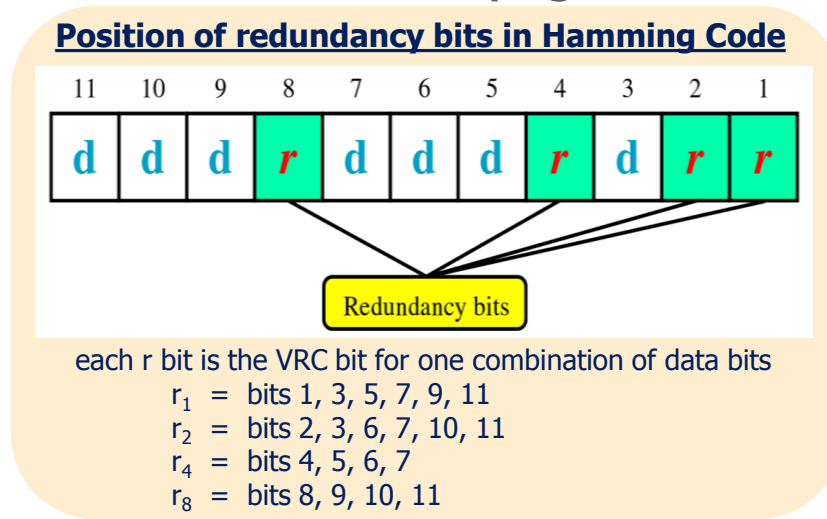 Position of redundancy bits in Hamming Code
11 10 9 8 7 6 5 4 3 2 1
d d d r d d d r d r r
Redundancy bits
each r bit is the VRC bit for one combination of data bits
r₁ = bits 1, 3, 5, 7, 9, 11
r₂ = bits 2, 3, 6, 7, 10, 11
r₄ = bits 4, 5, 6, 7
r₈ = bits 8, 9, 10, 11